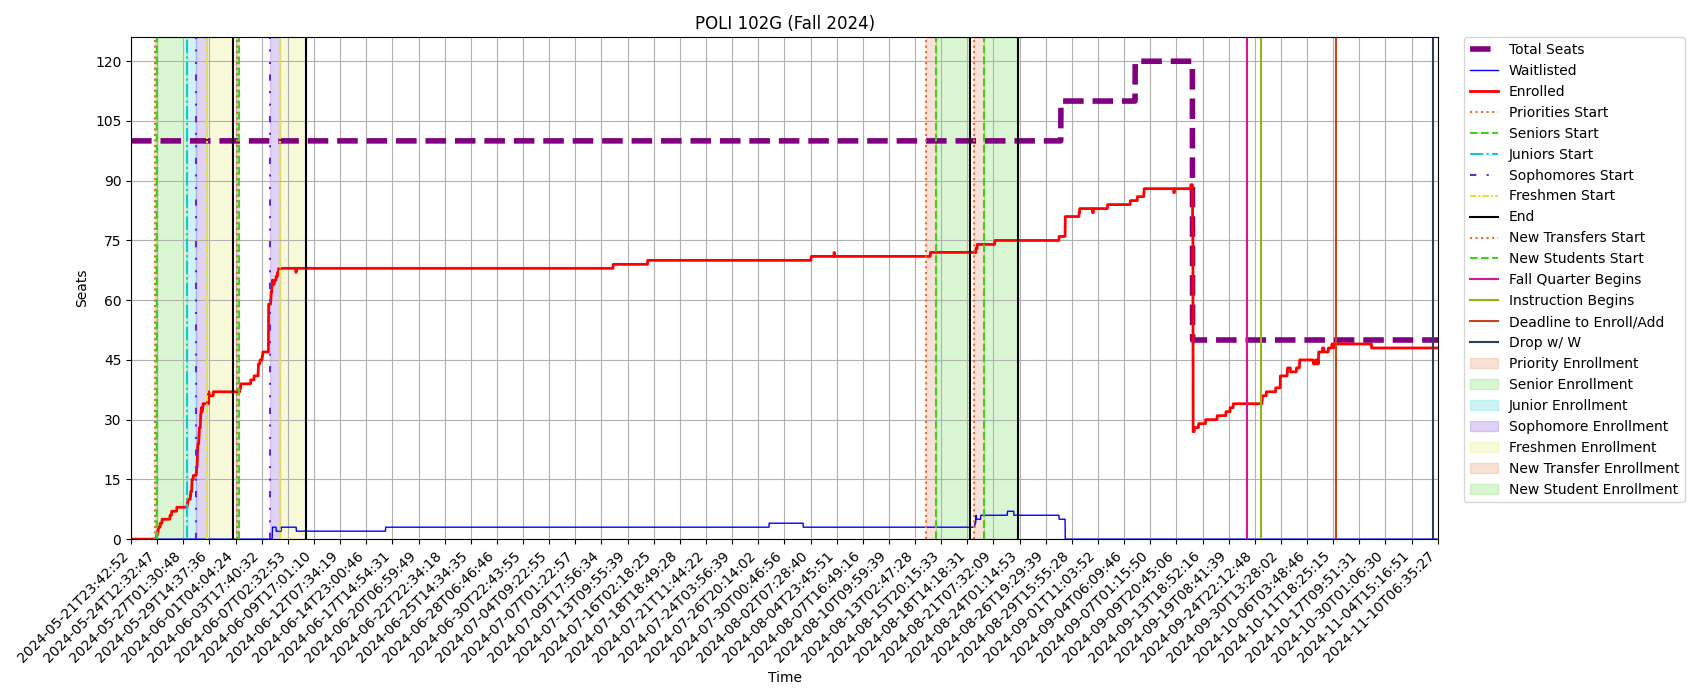 POLI 102G (Fall 2024)
Seats
120
105
90
75
60
45
30
15
0
2024-05-21T23:42:52
2024-05-24T12:32:47
2024-05-27T01:30:48
2024-05-29T14:37:36
2024-06-01T04:04:24
2024-06-03T17:40:32
2024-06-07T02:32:53
2024-06-09T17:01:10
2024-06-12T07:34:19
2024-06-14T23:00:46
2024-06-17T14:54:31
2024-06-20T06:59:49
2024-06-22T22:34:18
2024-06-25T14:34:35
2024-06-28T06:46:46
2024-06-30T22:43:55
2024-07-04T09:22:55
2024-07-07T01:22:57
2024-07-09T17:56:34
2024-07-13T09:55:39
2024-07-16T02:18:25
2024-07-18T18:49:28
2024-07-21T11:44:22
2024-07-24T03:56:39
2024-07-26T20:14:02
2024-07-30T00:46:56
2024-08-02T07:28:40
2024-08-04T23:45:51
2024-08-07T16:49:16
2024-08-10T09:59:39
2024-08-13T02:47:28
2024-08-15T20:15:33
2024-08-18T14:18:31
2024-08-21T07:32:09
2024-08-24T01:14:53
2024-08-26T19:29:39
2024-08-29T15:55:28
2024-09-01T11:03:52
2024-09-04T06:09:46
2024-09-07T01:15:50
2024-09-09T20:45:06
2024-09-13T18:52:16
2024-09-19T08:41:39
2024-09-24T22:12:48
2024-09-30T13:28:02
2024-10-06T03:48:46
2024-10-11T18:25:15
2024-10-17T09:51:31
2024-10-30T01:06:30
2024-11-04T15:16:51
2024-11-10T06:35:27
Time
Total Seats
Waitlisted
Enrolled
Priorities Start
Seniors Start
Juniors Start
Sophomores Start
Freshmen Start
End
New Transfers Start
New Students Start
Fall Quarter Begins
Instruction Begins
Deadline to Enroll/Add
Drop w/ W
Priority Enrollment
Senior Enrollment
Junior Enrollment
Sophomore Enrollment
Freshmen Enrollment
New Transfer Enrollment
New Student Enrollment